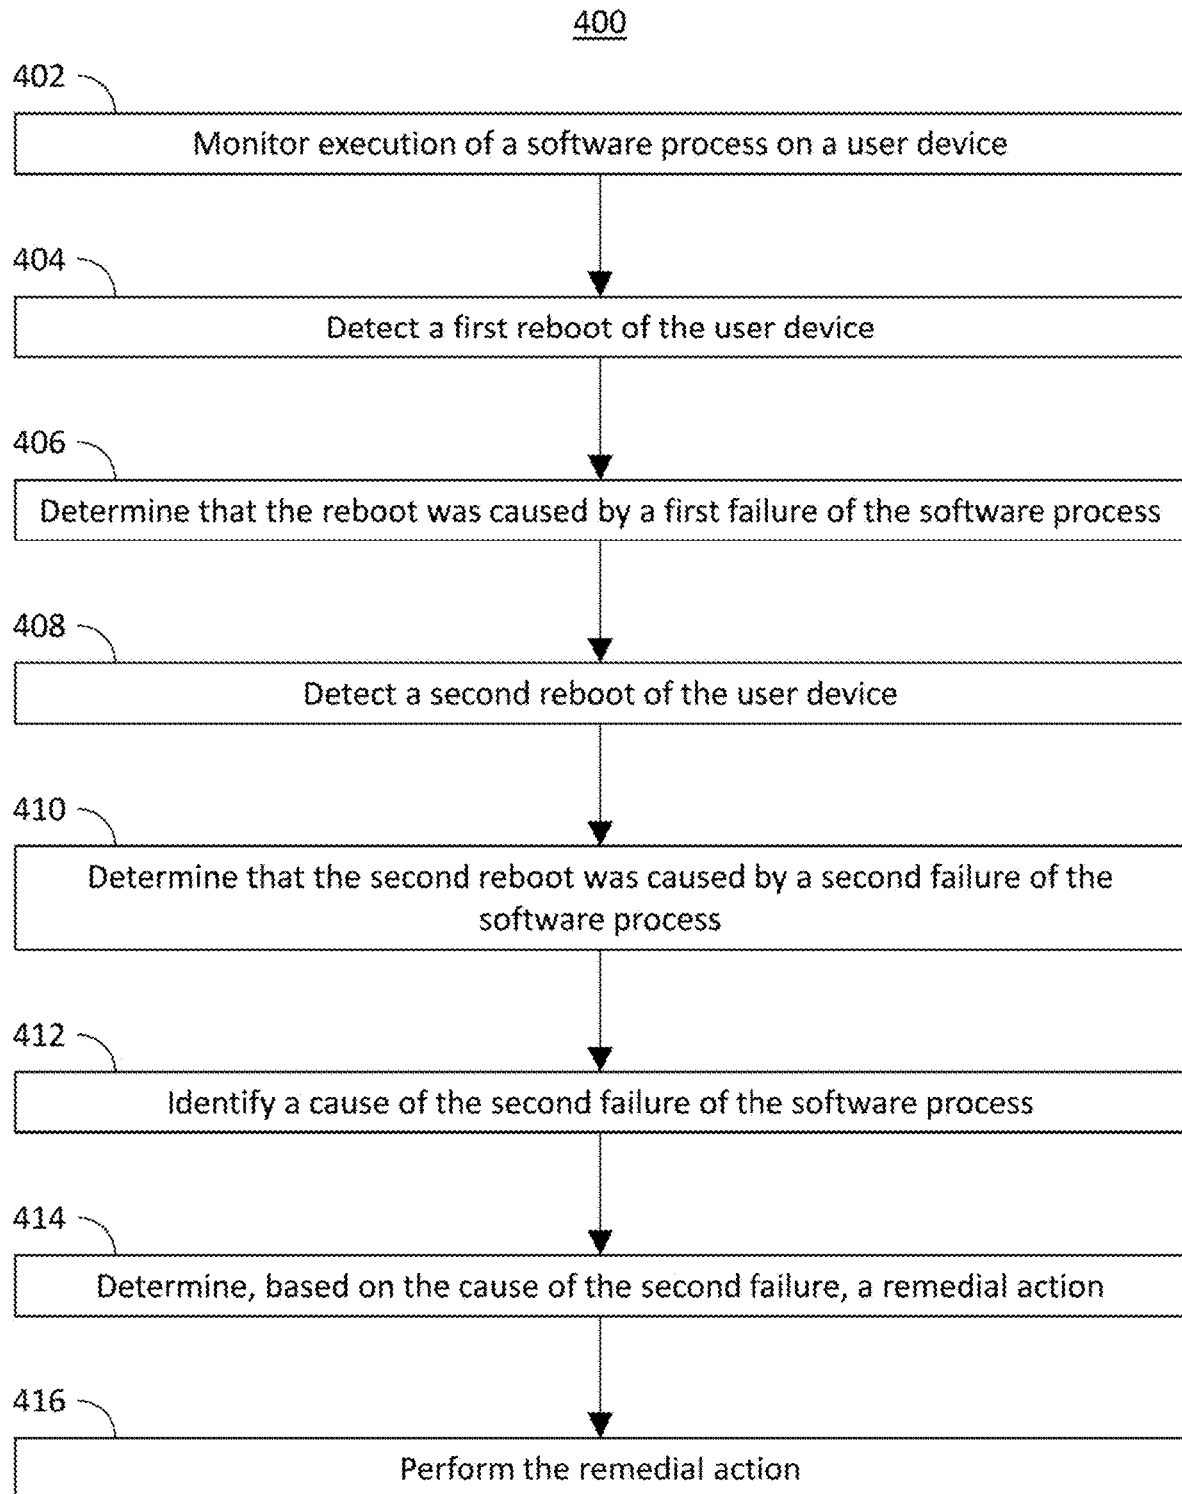 400
402
Monitor execution of a software process on a user device
404
Detect a first reboot of the user device
406
Determine that the reboot was caused by a first failure of the software process
408
Detect a second reboot of the user device
410
Determine that the second reboot was caused by a second failure of the
software process
412
Identify a cause of the second failure of the software process
414
Determine, based on the cause of the second failure, a remedial action
416
Perform the remedial action